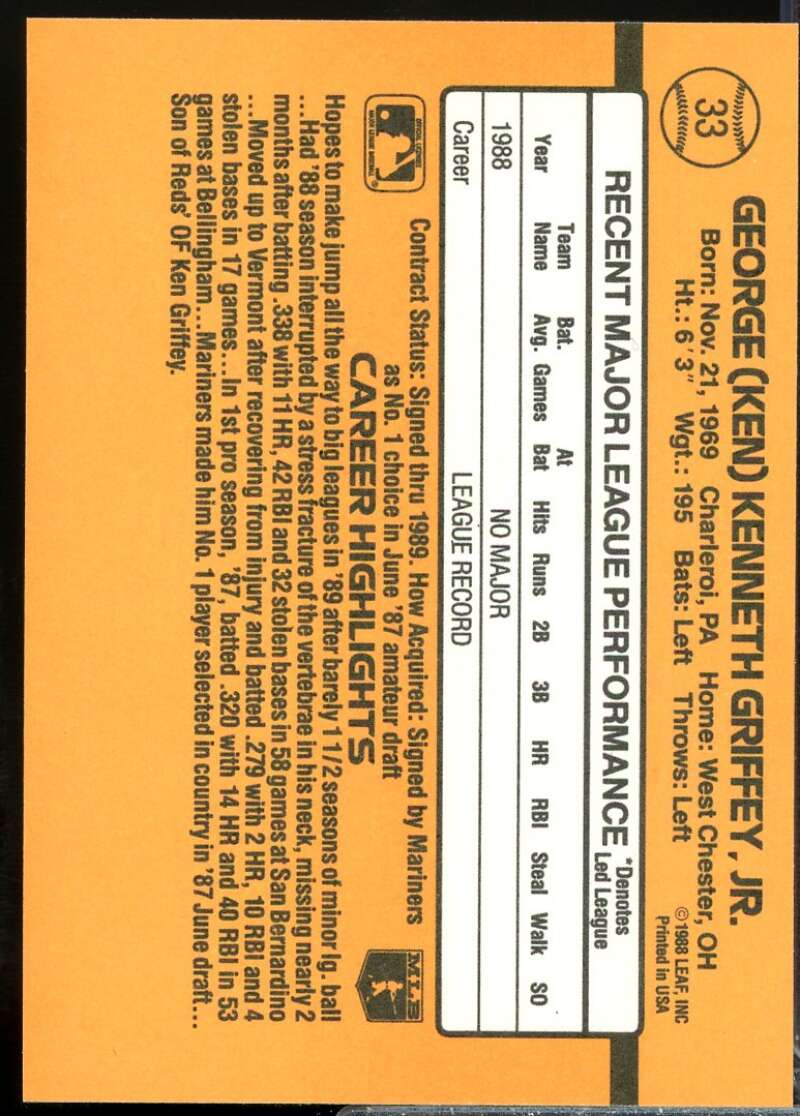 33
GEORGE (KEN) KENNETH GRIFFEY, JR.
Born: Nov. 21, 1969 Charleroi, PA Home: West Chester, OH
Ht.: 6'3" Wgt.: 195 Bats: Left Throws: Left
©1988 LEAF, INC
Printed in USA
RECENT MAJOR LEAGUE PERFORMANCE *Denotes Led League
Year Team Name Bat. Avg. Games At Bat Hits Runs 2B 3B HR RBI Steal Walk SO
1988 NO MAJOR
Career LEAGUE RECORD
Contract Status: Signed thru 1989. How Acquired: Signed by Mariners
as No. 1 choice in June '87 amateur draft
MLB
CAREER HIGHLIGHTS
Hopes to make jump all the way to big leagues in '89 after barely 1 1/2 seasons of minor lg. ball
...Had '88 season interrupted by a stress fracture of the vertebrae in his neck, missing nearly 2
months after batting .338 with 11 HR, 42 RBI and 32 stolen bases in 58 games at San Bernardino
...Moved up to Vermont after recovering from injury and batted .279 with 2 HR, 10 RBI and 4
stolen bases in 17 games...In 1st pro season, '87, batted .320 with 14 HR and 40 RBI in 53
games at Bellingham...Mariners made him No. 1 player selected in country in '87 June draft...
Son of Reds' OF Ken Griffey.